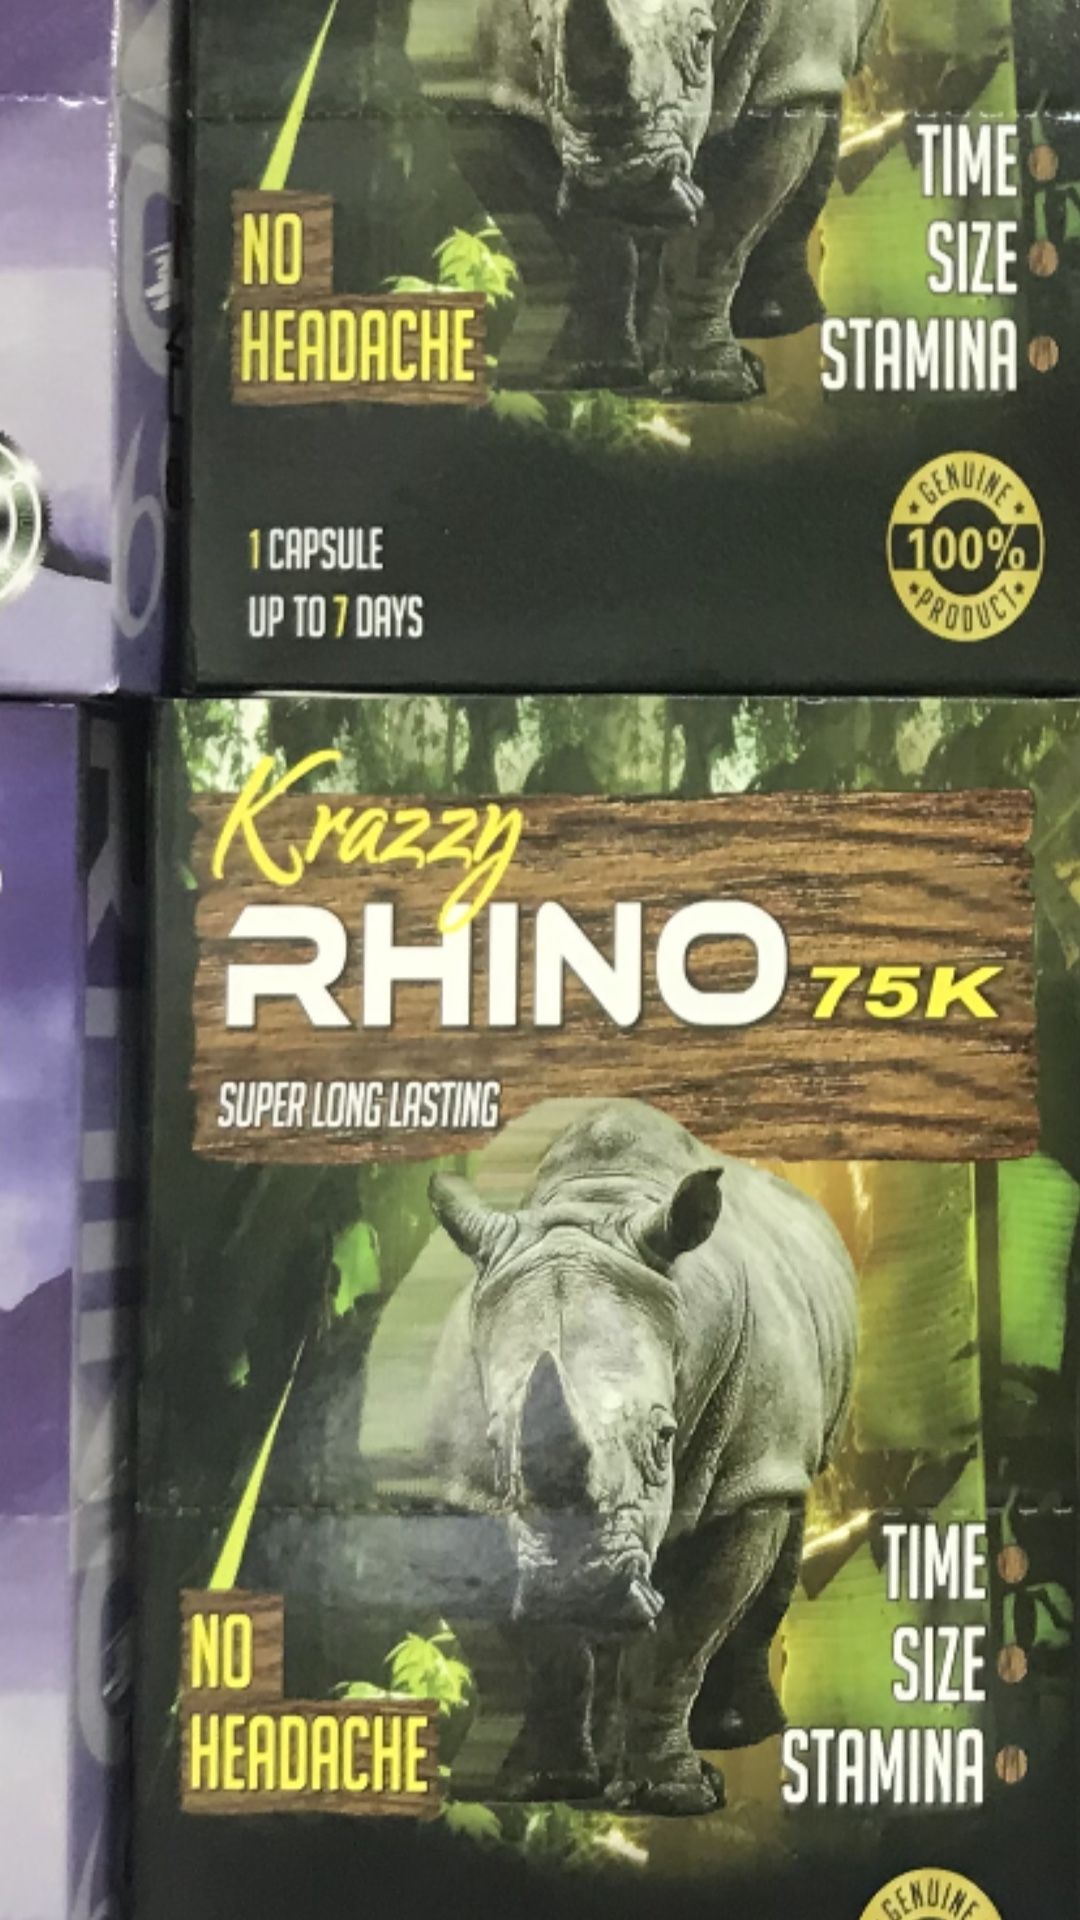 TIME
SIZE
STAMINA
NO
HEADACHE
1 CAPSULE
UP TO 7 DAYS
GENUINE
100%
PRODUCT
Krazzy
RHINO 75K
SUPER LONG LASTING
TIME
SIZE
STAMINA
NO
HEADACHE
GENUINE